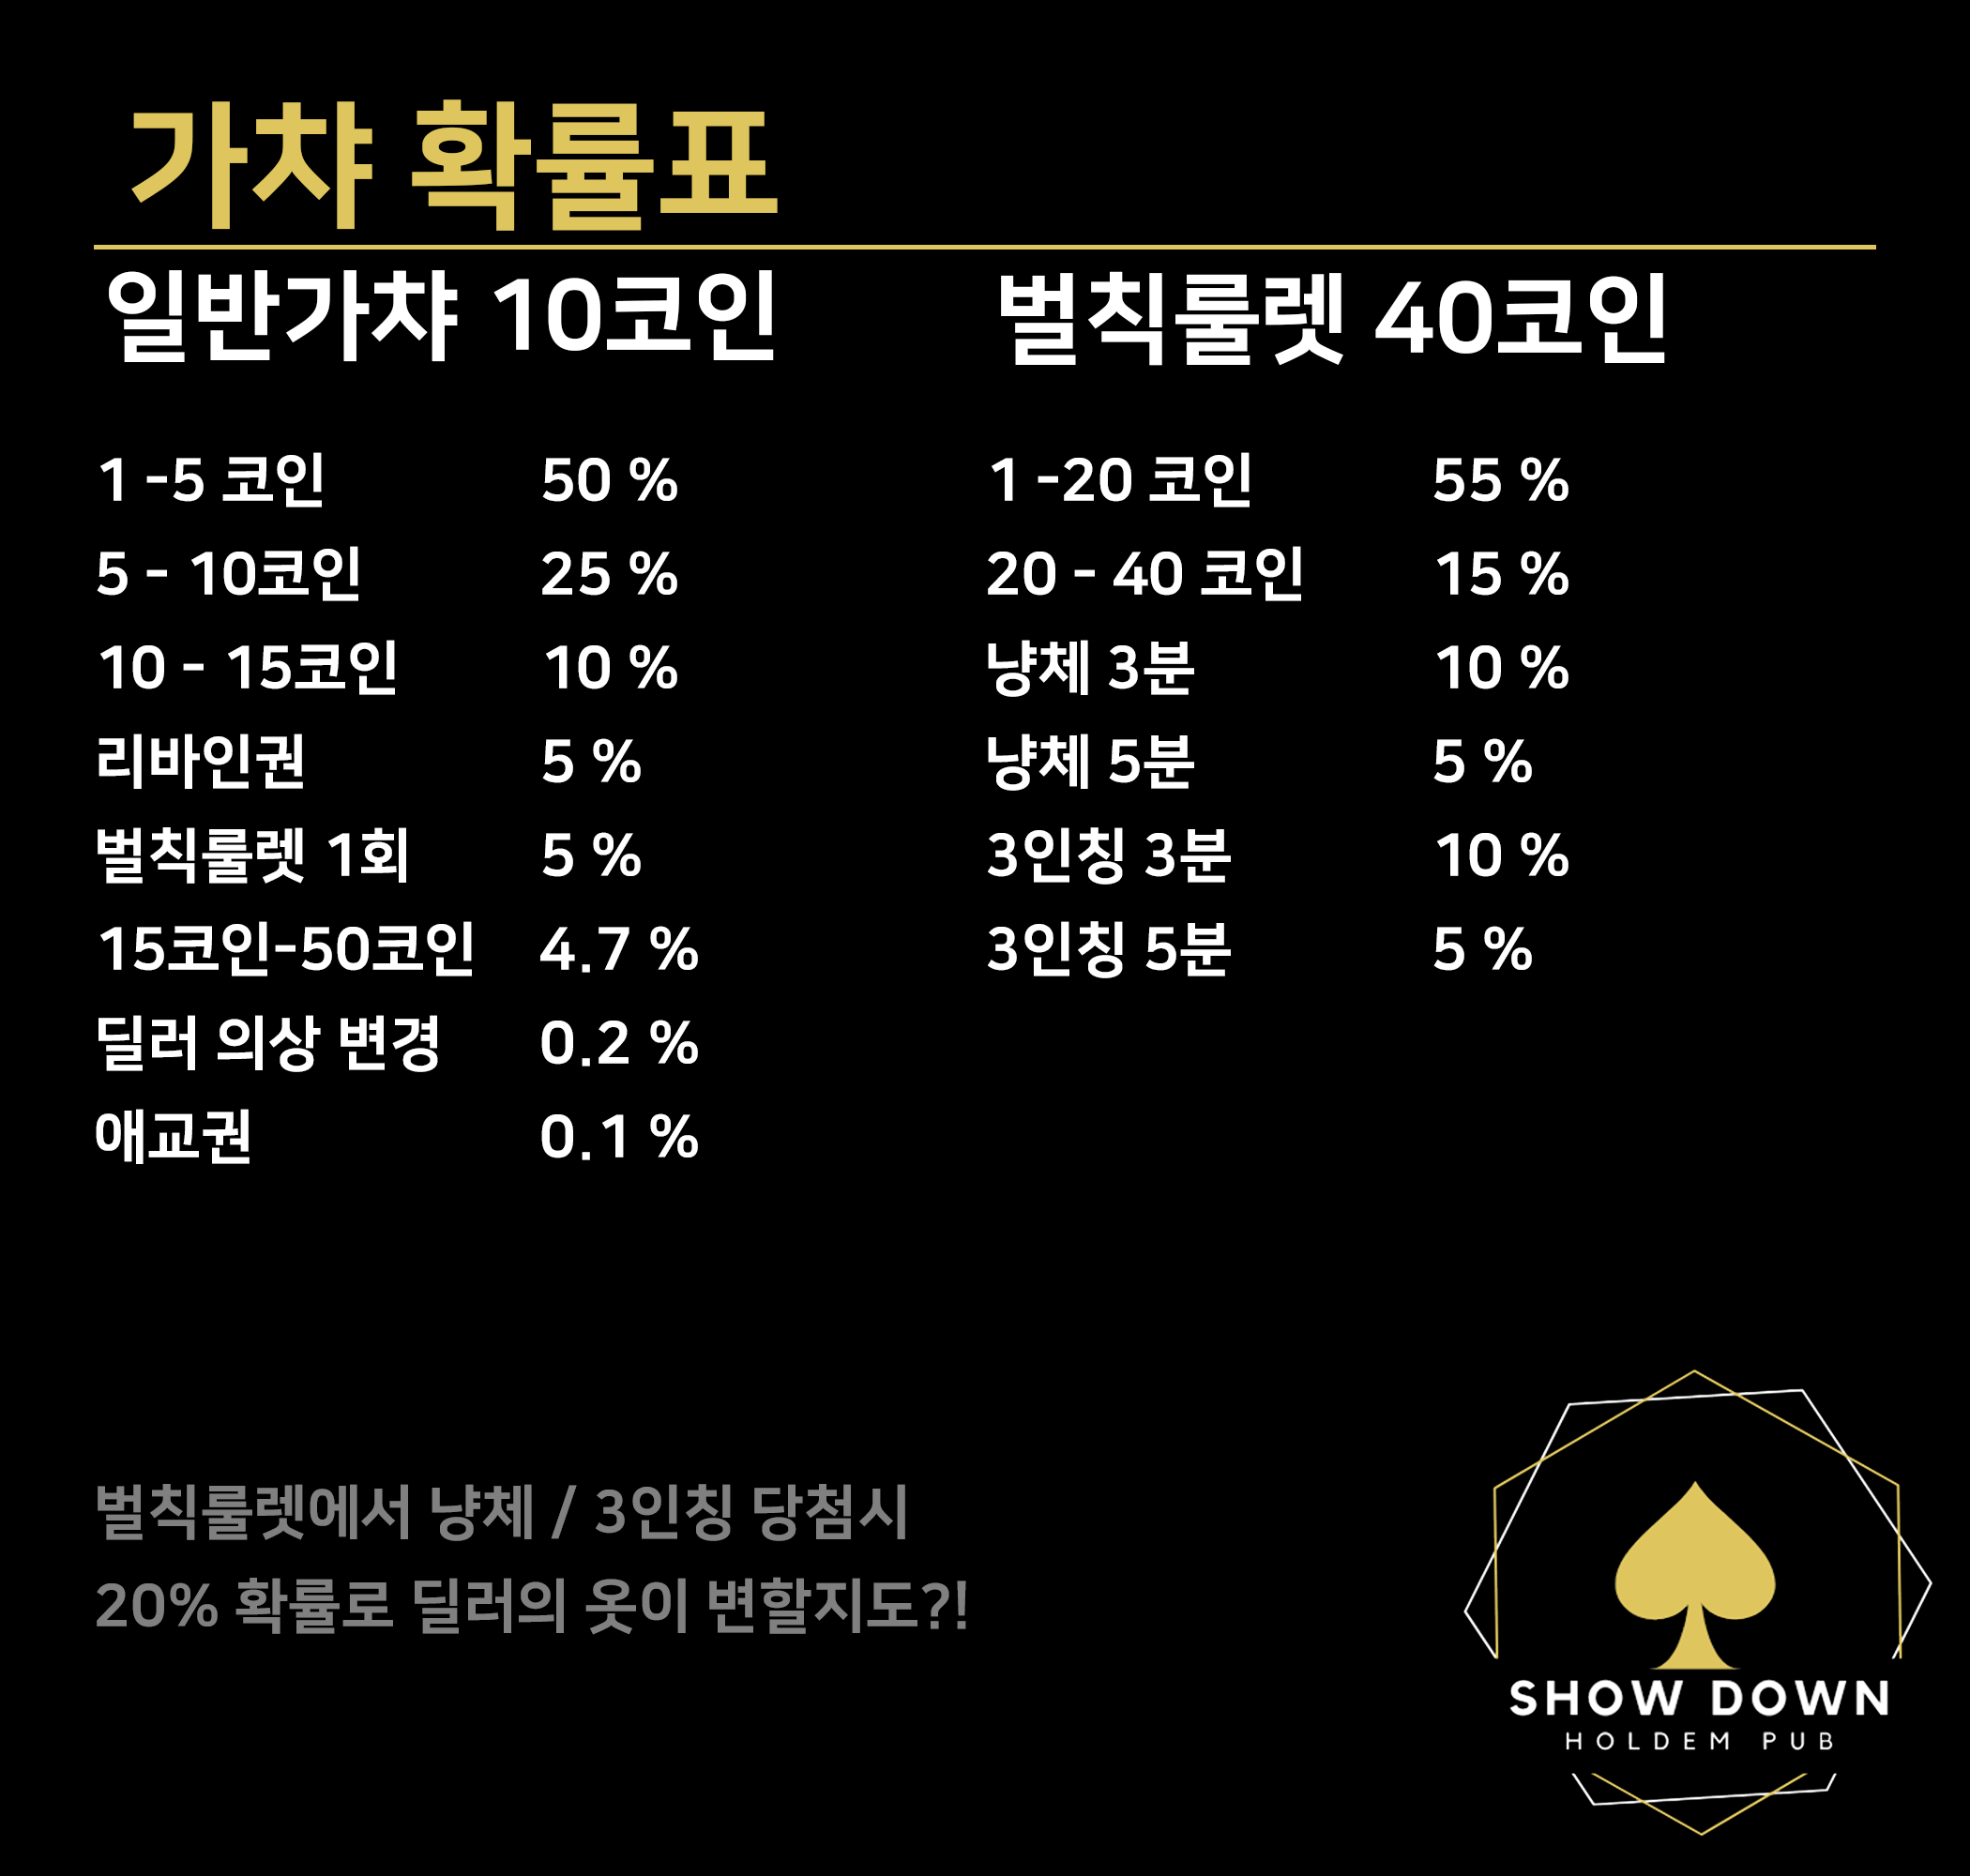 가챠 확률표
일반가챠 10코인
1 -5 코인 50 %
5 - 10코인 25 %
10 - 15코인 10 %
리바인권 5 %
벌칙룰렛 1회 5 %
15코인-50코인 4.7 %
딜러 의상 변경 0.2 %
애교권 0.1 %
벌칙룰렛 40코인
1 -20 코인 55 %
20 - 40 코인 15 %
냥체 3분 10 %
냥체 5분 5 %
3인칭 3분 10 %
3인칭 5분 5 %
벌칙룰렛에서 냥체 / 3인칭 당첨시
20% 확률로 딜러의 옷이 변할지도?!
SHOW DOWN
HOLDEM PUB